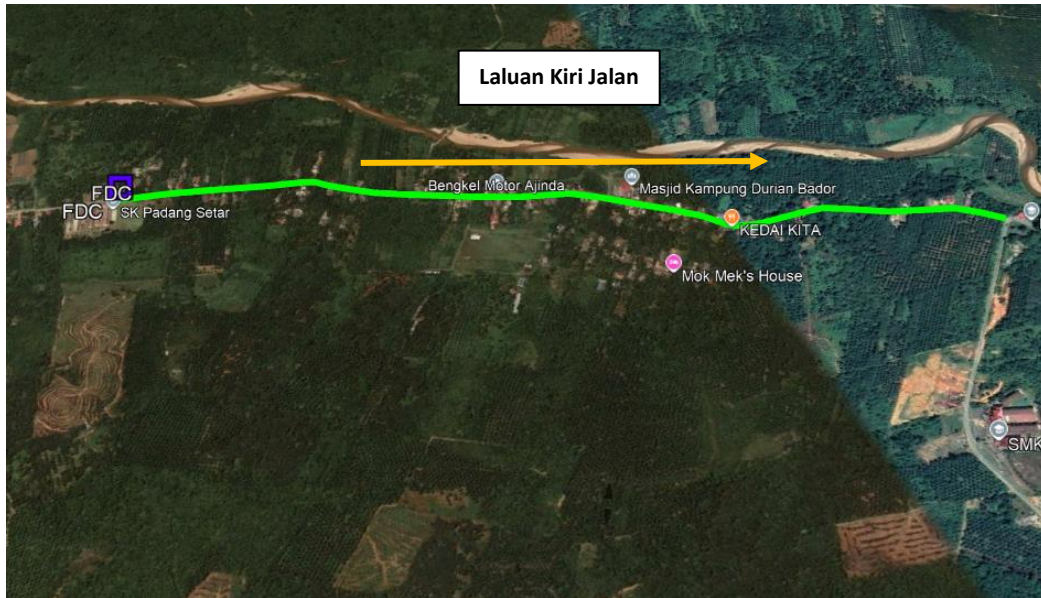 Laluan Kiri Jalan
FDC
FDC
SK Padang Setar
Bengkel Motor Ajinda
Masjid Kampung Durian Bador
KEDAI KITA
Mok Mek's House
SMK